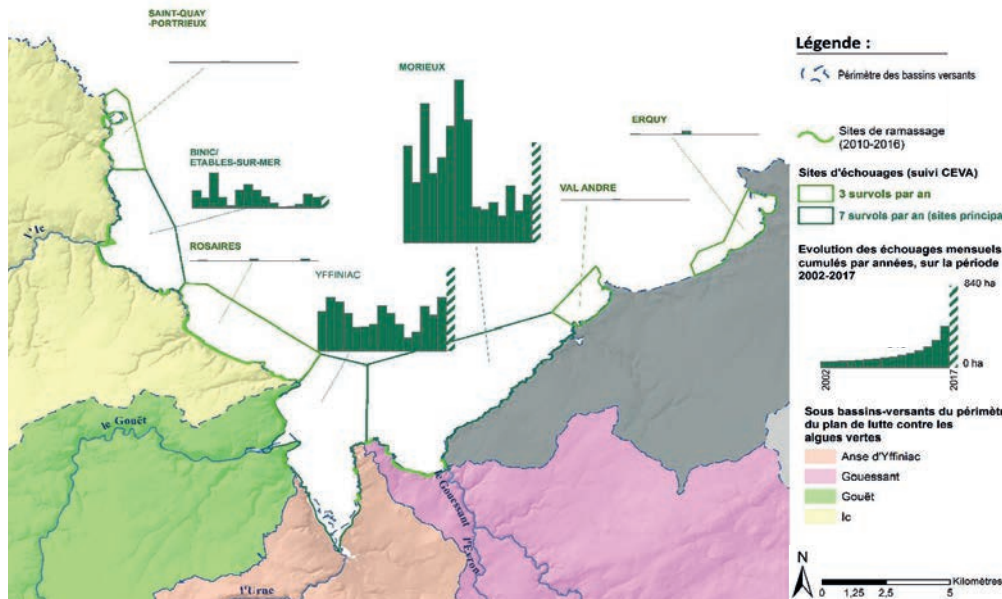 SAINT-QUAY
-PORTRIEUX
MORIEUX
ERQUY
BINIC/
ETABLES-SUR-MER
VAL ANDRE
ROSAIRES
YFFINIAC
l'Ic
le Gouët
le Gouessant
l'Evron
l'Urne
Légende :
Périmètre des bassins versants
Sites de ramassage
(2010-2016)
Sites d'échouages (suivi CEVA)
3 survols par an
7 survols par an (sites principa
Evolution des échouages mensuels
cumulés par années, sur la période
2002-2017
840 ha
0 ha
2002
2017
Sous bassins-versants du périmètr
du plan de lutte contre les
algues vertes
Anse d'Yffiniac
Gouessant
Gouët
Ic
N
0 1,25 2,5 5
Kilomètres